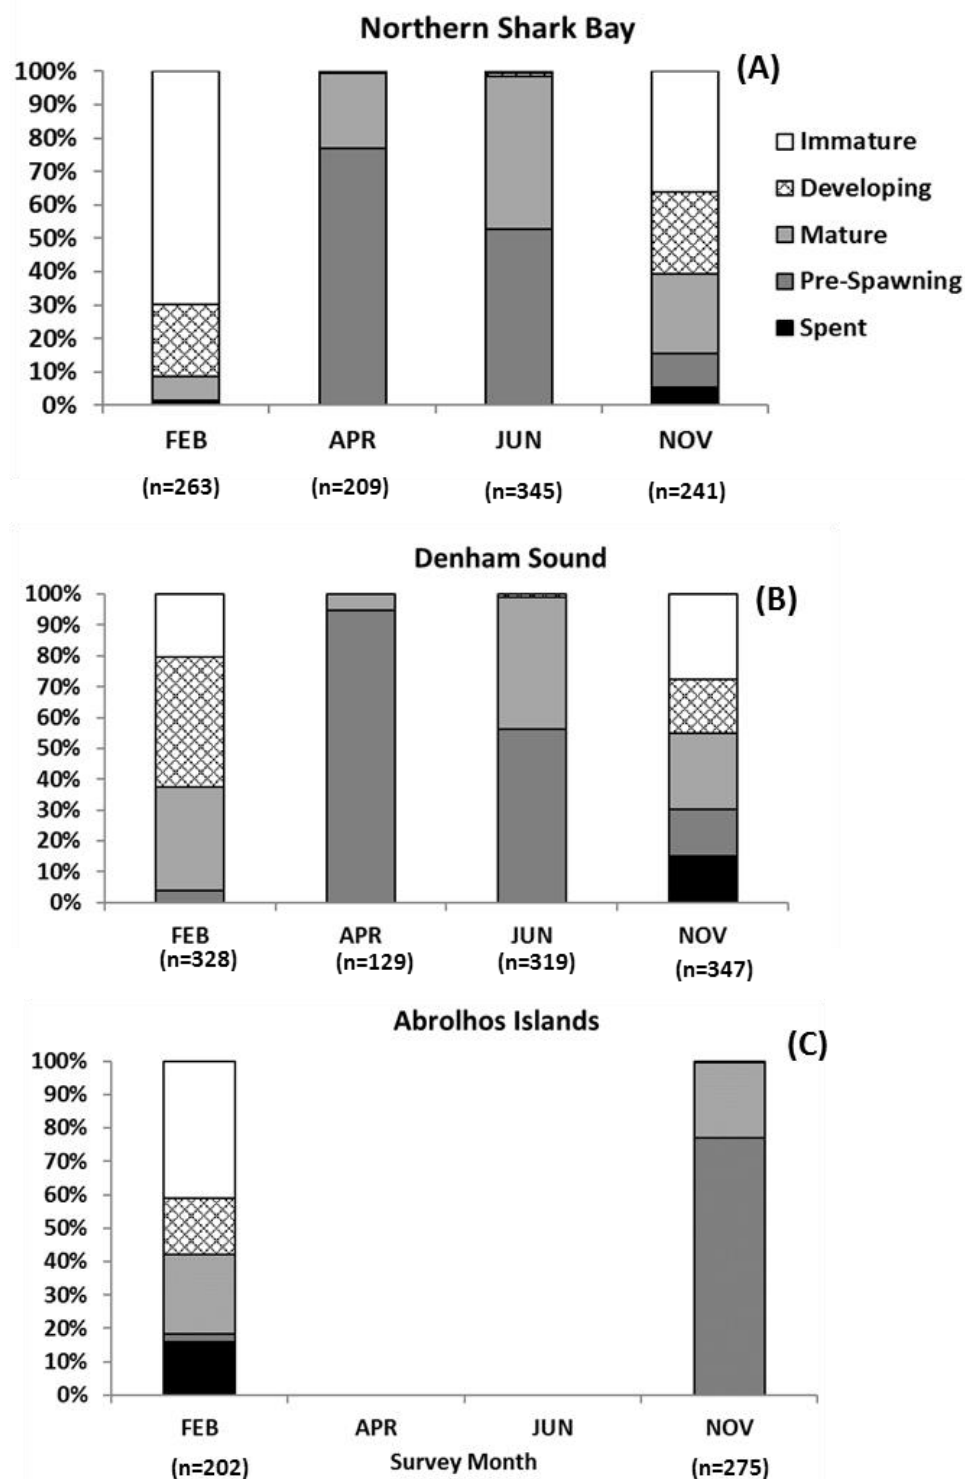 Northern Shark Bay
(A)
100%
90%
80%
70%
60%
50%
40%
30%
20%
10%
0%
Immature
Developing
Mature
Pre-Spawning
Spent
FEB APR JUN NOV
(n=263) (n=209) (n=345) (n=241)
Denham Sound
(B)
100%
90%
80%
70%
60%
50%
40%
30%
20%
10%
0%
FEB APR JUN NOV
(n=328) (n=129) (n=319) (n=347)
Abrolhos Islands
(C)
100%
90%
80%
70%
60%
50%
40%
30%
20%
10%
0%
FEB APR JUN NOV
(n=202) Survey Month (n=275)